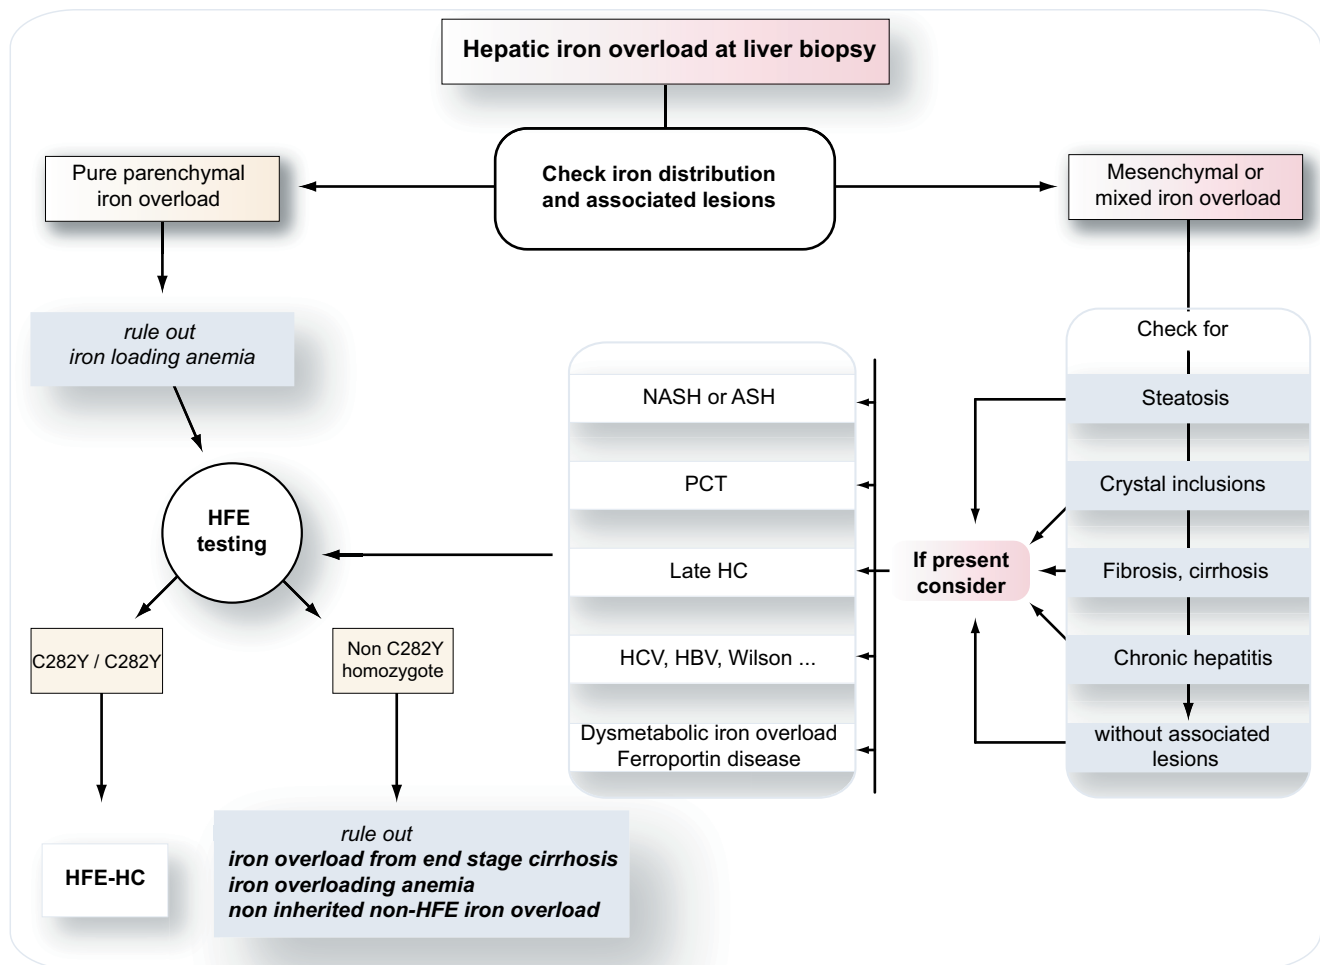 Hepatic iron overload at liver biopsy
Check iron distribution
and associated lesions
Pure parenchymal
iron overload
Mesenchymal or
mixed iron overload
rule out
iron loading anemia
HFE
testing
C282Y / C282Y
Non C282Y
homozygote
HFE-HC
rule out
iron overload from end stage cirrhosis
iron overloading anemia
non inherited non-HFE iron overload
NASH or ASH
PCT
Late HC
HCV, HBV, Wilson ...
Dysmetabolic iron overload
Ferroportin disease
If present
consider
Check for
Steatosis
Crystal inclusions
Fibrosis, cirrhosis
Chronic hepatitis
without associated
lesions